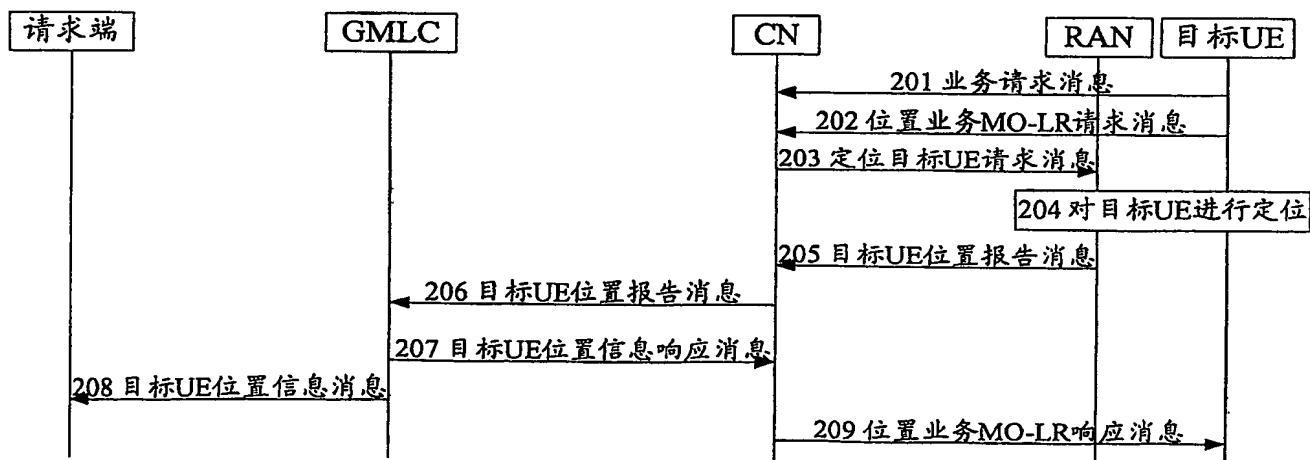 请求端
GMLC
CN
RAN
目标UE
201 业务请求消息
202 位置业务MO-LR请求消息
203 定位目标UE请求消息
204 对目标UE进行定位
205 目标UE位置报告消息
206 目标UE位置报告消息
207 目标UE位置信息响应消息
208 目标UE位置信息消息
209 位置业务MO-LR响应消息